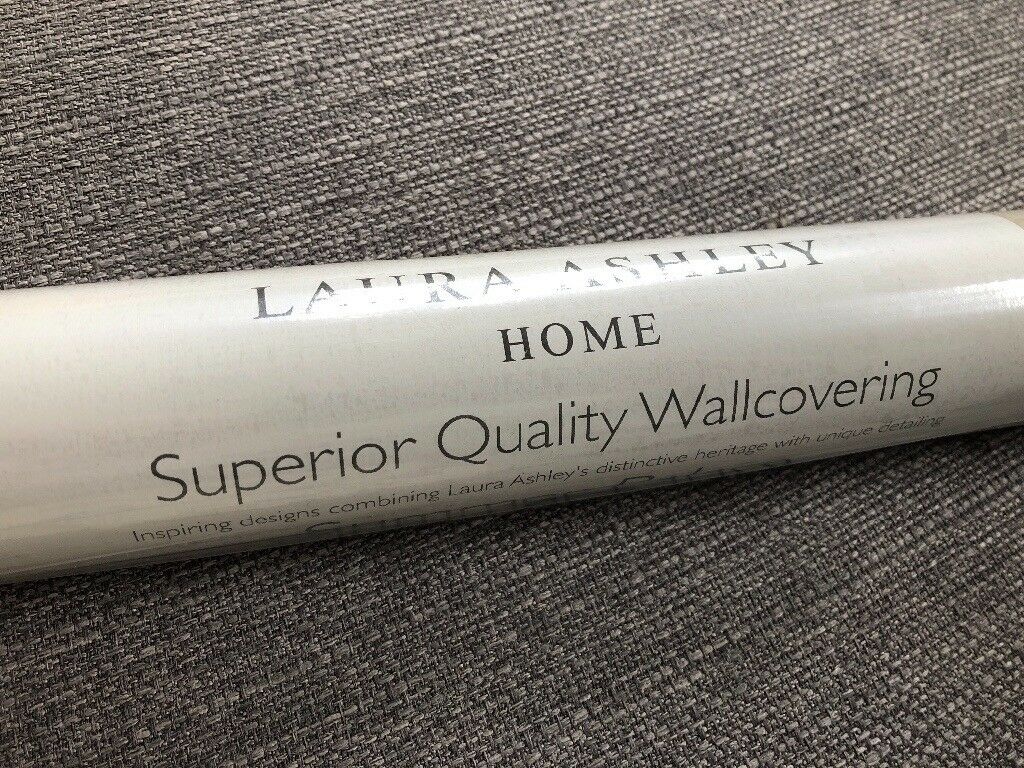 LAURA ASHLEY
HOME
Superior Quality Wallcovering
Inspiring designs combining Laura Ashley's distinctive heritage with unique detailing